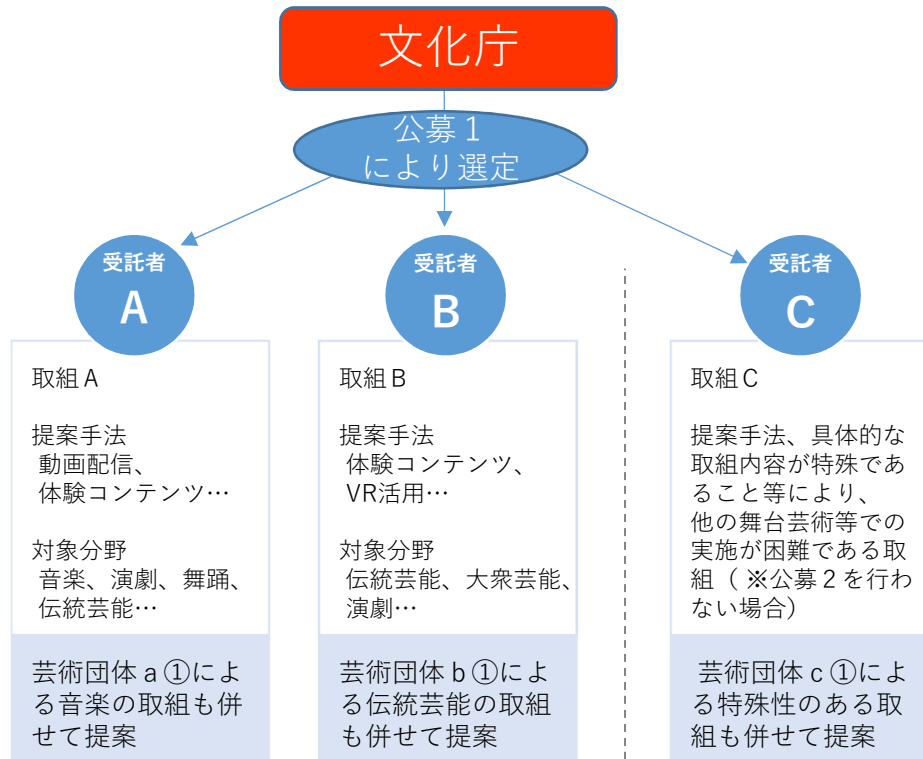 文化庁
公募１
により選定
受託者
A
受託者
B
受託者
C
取組A
提案手法
動画配信、
体験コンテンツ…
対象分野
音楽、演劇、舞踊、
伝統芸能…
芸術団体a①によ
る音楽の取組も併
せて提案
取組B
提案手法
体験コンテンツ、
VR活用…
対象分野
伝統芸能、大衆芸能、
演劇…
芸術団体b①によ
る伝統芸能の取組
も併せて提案
取組C
提案手法、具体的な
取組内容が特殊であ
ること等により、
他の舞台芸術等での
実施が困難である取
組（ ※公募２を行わ
ない場合）
芸術団体c①によ
る特殊性のある取
組も併せて提案